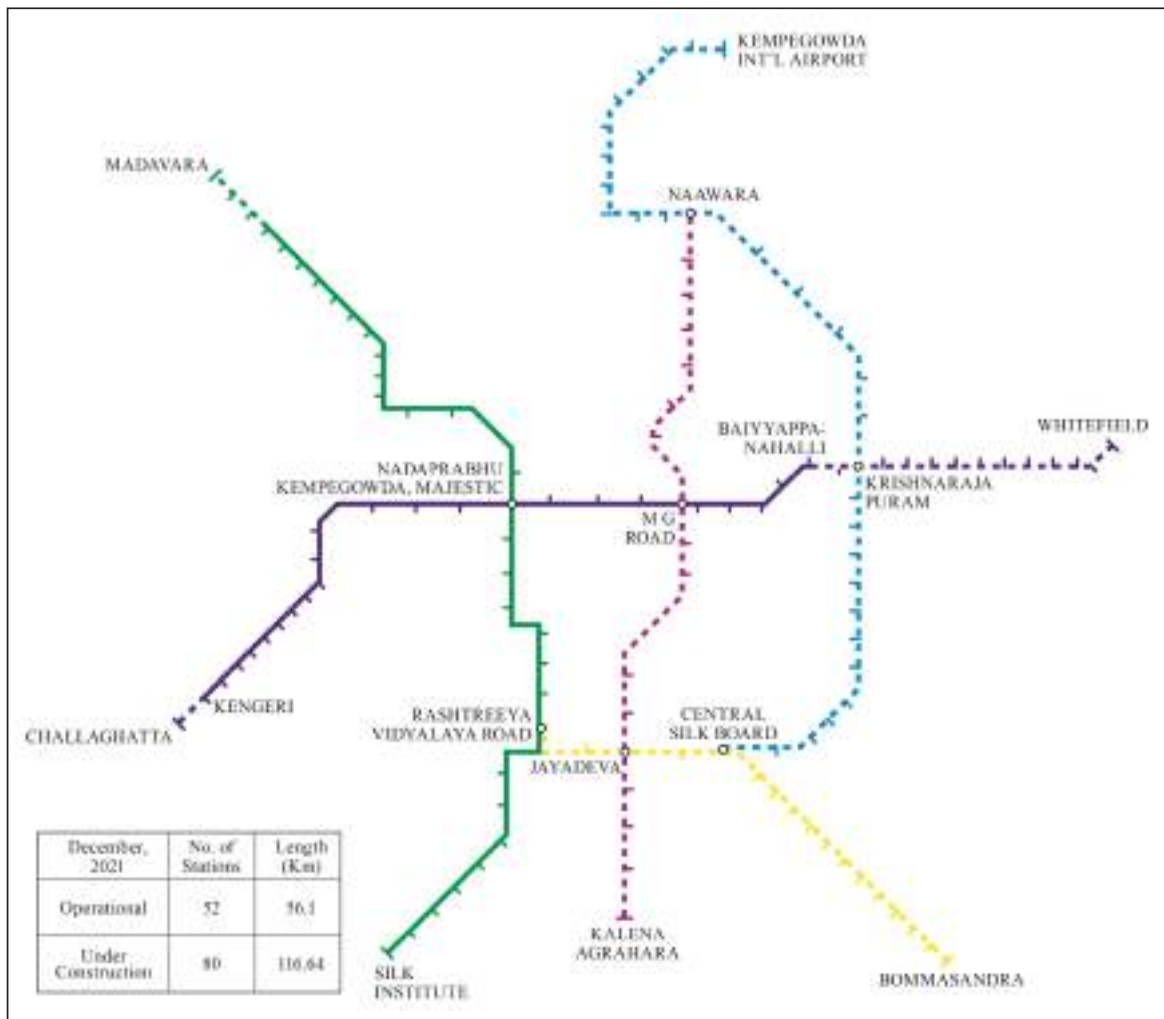 KEMPEGOWDA
INT'L AIRPORT
MADAVARA
NAAWARA
BAIYYAPPA-
NAHALLI
WHITEFIELD
NADAPRABHU
KEMPEGOWDA, MAJESTIC
KRISHNARAJA
PURAM
M G
ROAD
KENGERI
CHALLAGHATTA
RASHTREEYA
VIDYALAYA ROAD
CENTRAL
SILK BOARD
JAYADEVA
December,
2021
No. of
Stations
Length
(Km)
Operational
52
56.1
Under
Construction
80
116.64
SILK
INSTITUTE
KALENA
AGRAHARA
BOMMASANDRA